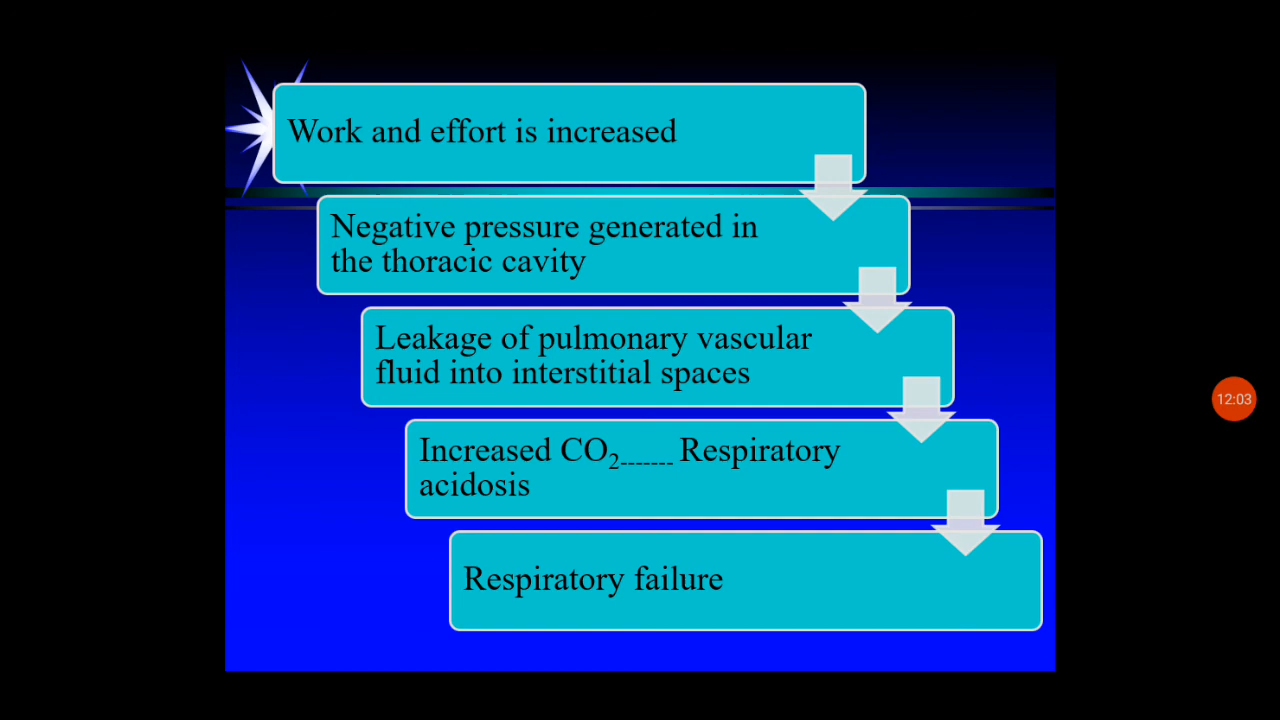 Work and effort is increased
Negative pressure generated in
the thoracic cavity
Leakage of pulmonary vascular
fluid into interstitial spaces
Increased CO₂------- Respiratory
acidosis
Respiratory failure
12:03